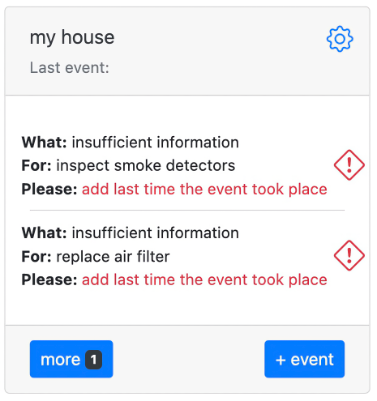 my house
Last event:
What: insufficient information
For: inspect smoke detectors
Please: add last time the event took place
What: insufficient information
For: replace air filter
Please: add last time the event took place
more 1
+ event